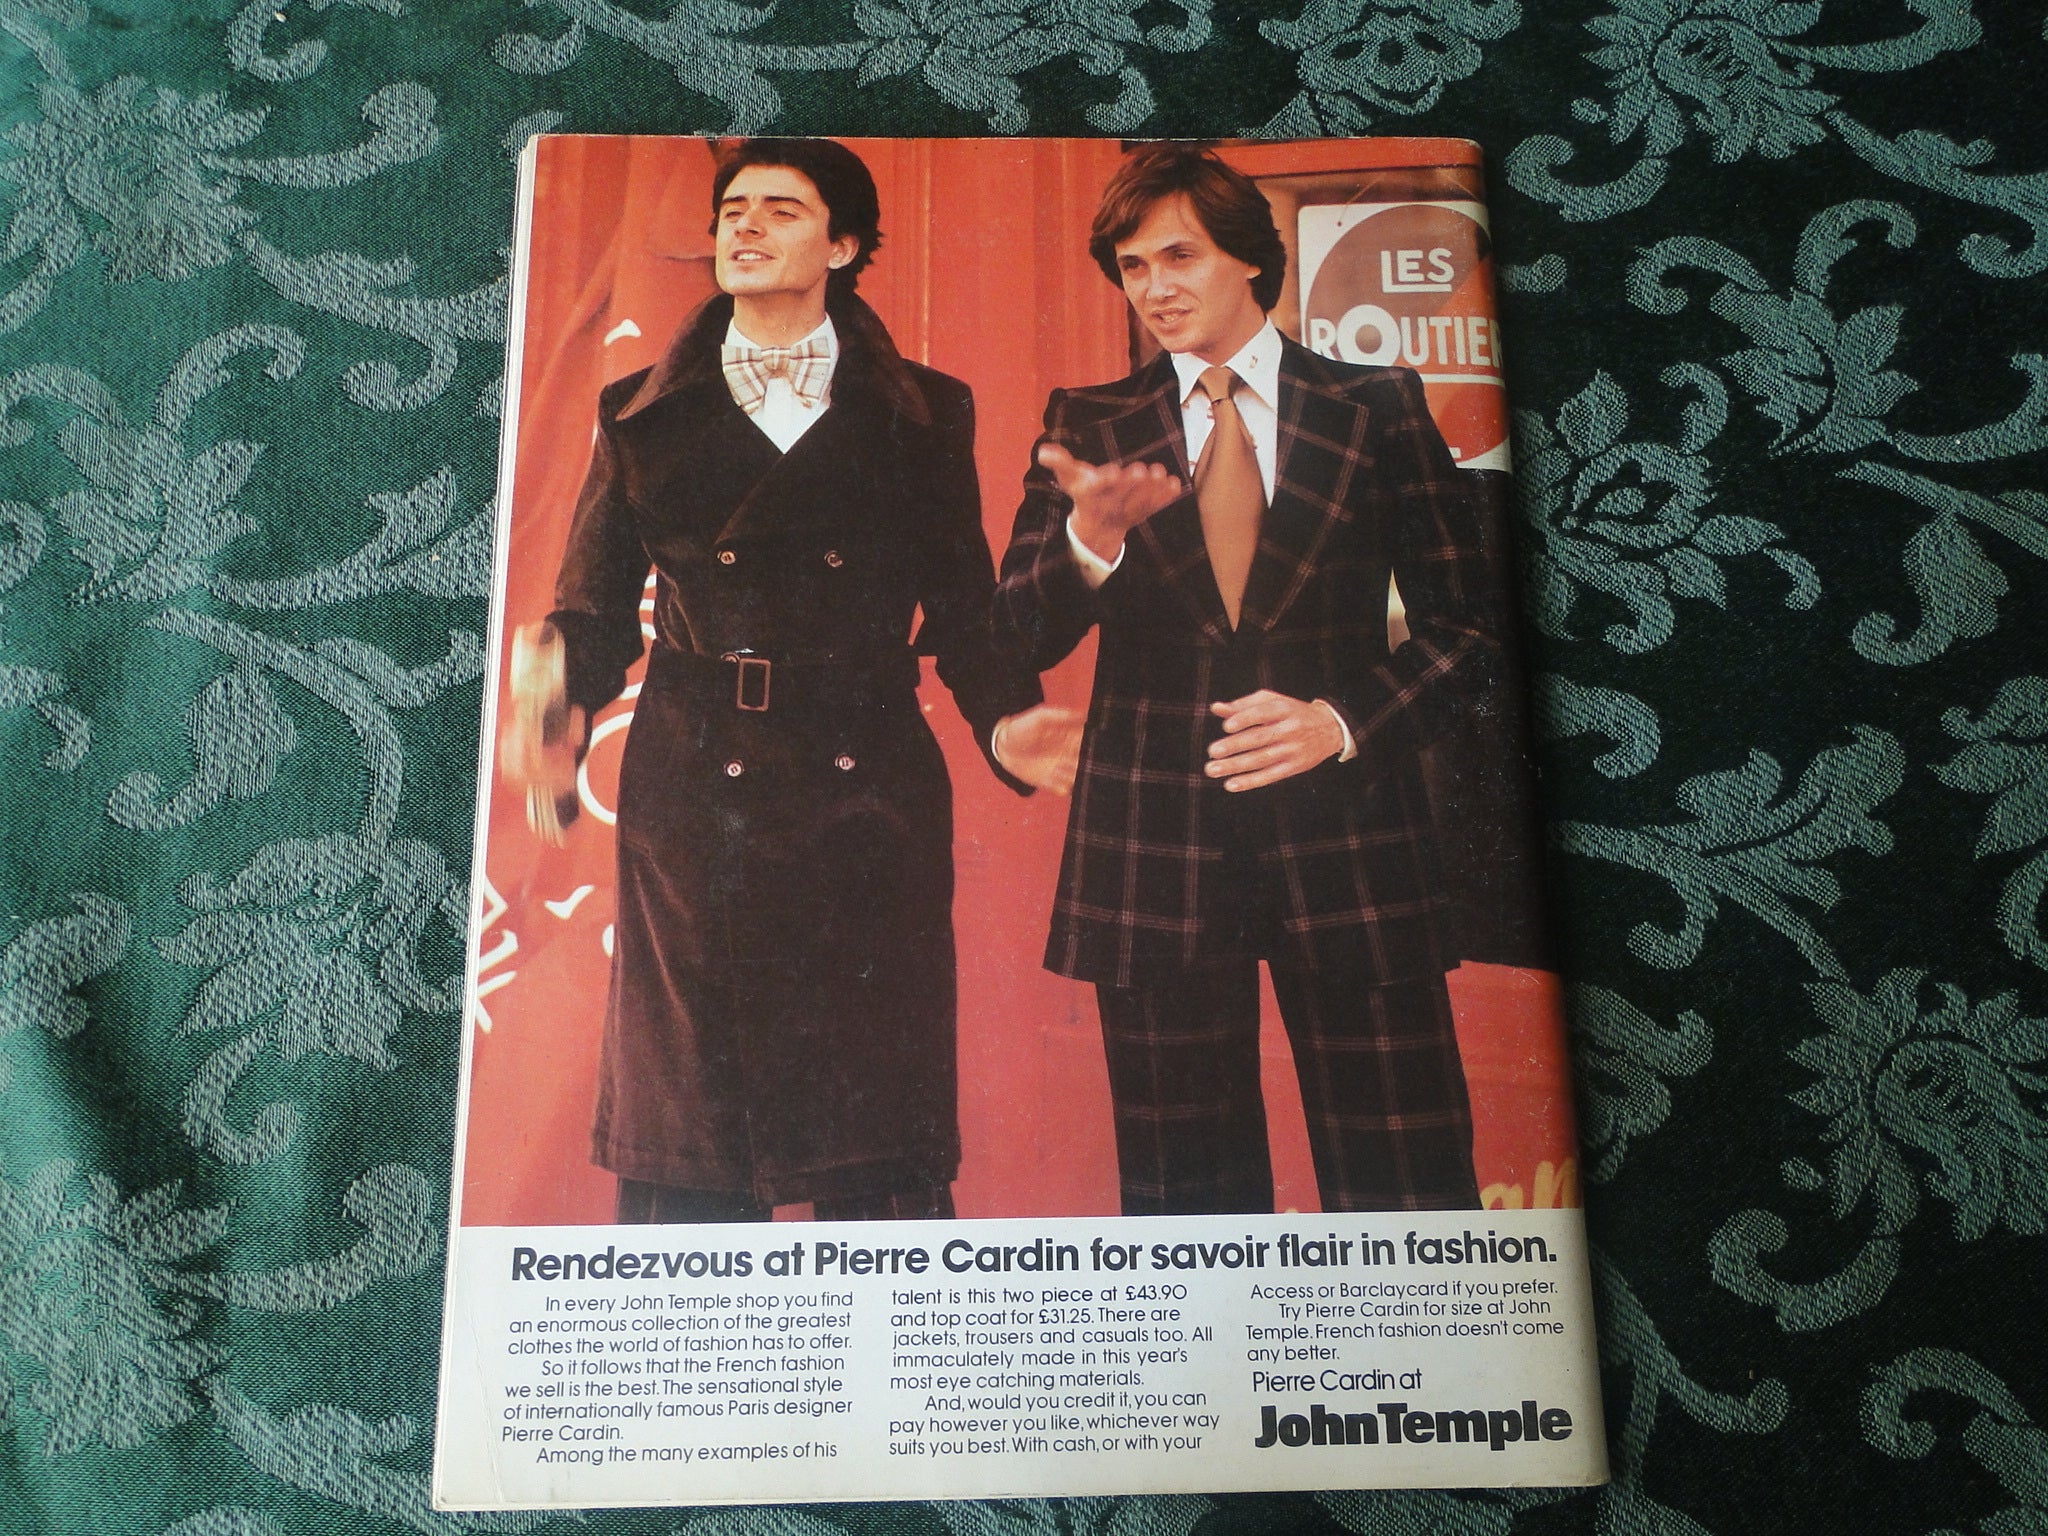 LES
ROUTIER
Rendezvous at Pierre Cardin for savoir flair in fashion.
In every John Temple shop you find
an enormous collection of the greatest
clothes the world of fashion has to offer.
So it follows that the French fashion
we sell is the best. The sensational style
of internationally famous Paris designer
Pierre Cardin.
Among the many examples of his
talent is this two piece at £43.90
and top coat for £31.25. There are
jackets, trousers and casuals too. All
immaculately made in this year's
most eye catching materials.
And, would you credit it, you can
pay however you like, whichever way
suits you best. With cash, or with your
Access or Barclaycard if you prefer.
Try Pierre Cardin for size at John
Temple. French fashion doesn't come
any better.
Pierre Cardin at
John Temple